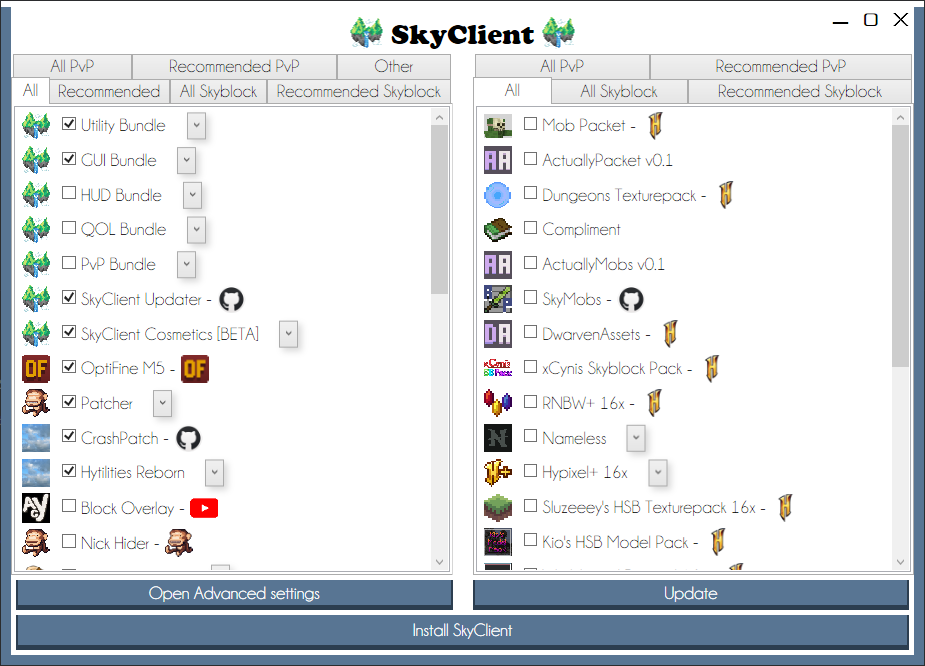 SkyClient
All PvP
Recommended PvP
Other
All
Recommended
All Skyblock
Recommended Skyblock
Utility Bundle
GUI Bundle
HUD Bundle
QOL Bundle
PvP Bundle
SkyClient Updater -
SkyClient Cosmetics [BETA]
OF
OptiFine M5 -
OF
Patcher
CrashPatch -
Hytilities Reborn
Block Overlay -
Nick Hider -
All PvP
Recommended PvP
All
All Skyblock
Recommended Skyblock
Mob Packet -
AA
ActuallyPacket v0.1
Dungeons Texturepack -
Compliment
AA
ActuallyMobs v0.1
SkyMobs -
DA
DwarvenAssets -
xCynis Skyblock Pack -
RNBW+ 16x -
N
Nameless
H+
Hypixel+ 16x
Sluzeeey's HSB Texturepack 16x -
Kio's HSB Model Pack -
Open Advanced settings
Update
Install SkyClient